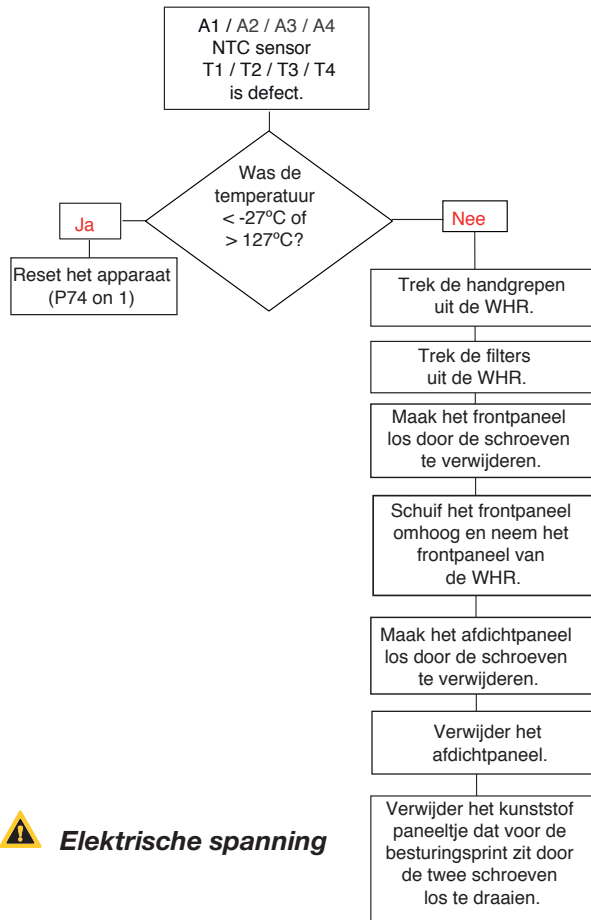 A1 / A2 / A3 / A4
NTC sensor
T1 / T2 / T3 / T4
is defect.
Was de
temperatuur
< -27ºC of
> 127ºC?
Ja
Nee
Reset het apparaat
(P74 on 1)
Trek de handgrepen
uit de WHR.
Trek de filters
uit de WHR.
Maak het frontpaneel
los door de schroeven
te verwijderen.
Schuif het frontpaneel
omhoog en neem het
frontpaneel van
de WHR.
Maak het afdichtpaneel
los door de schroeven
te verwijderen.
Verwijder het
afdichtpaneel.
Verwijder het kunststof
paneeltje dat voor de
besturingsprint zit door
de twee schroeven
los te draaien.
Elektrische spanning